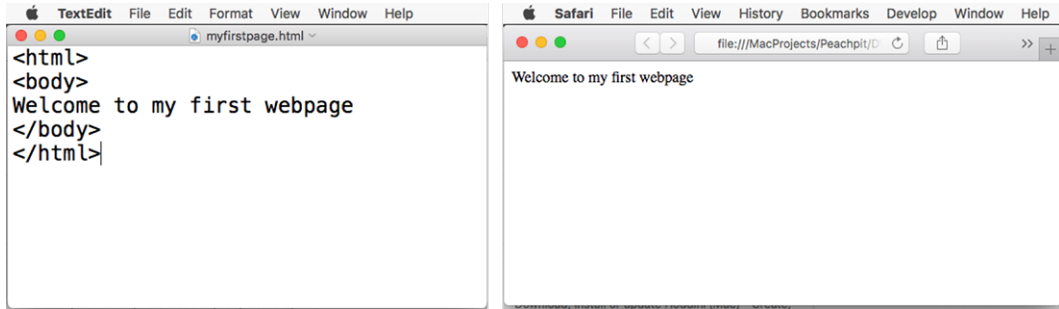 TextEdit File Edit Format View Window Help
myfirstpage.html
<html>
<body>
Welcome to my first webpage
</body>
</html>
Safari File Edit View History Bookmarks Develop Window Help
file:///MacProjects/Peachpit/D
Welcome to my first webpage